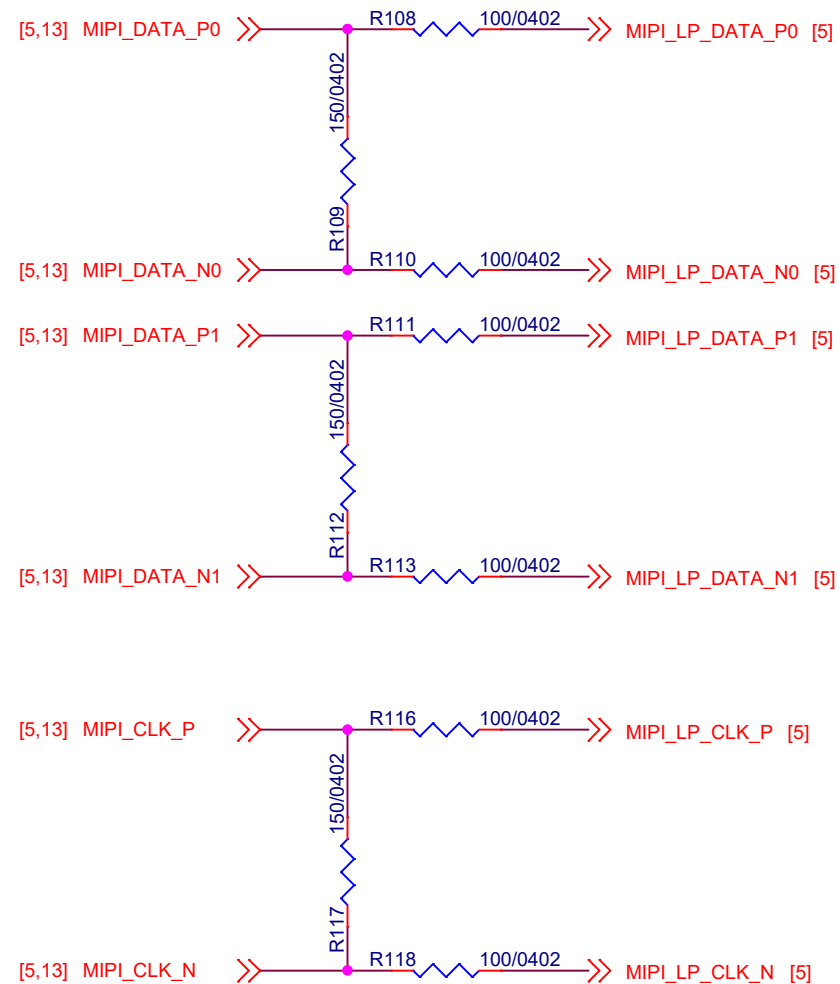 R108 100/0402
[5,13] MIPI_DATA_P0 MIPI_LP_DATA_P0 [5]
150/0402
R109
R110 100/0402
[5,13] MIPI_DATA_N0 MIPI_LP_DATA_N0 [5]
R111 100/0402
[5,13] MIPI_DATA_P1 MIPI_LP_DATA_P1 [5]
150/0402
R112
R113 100/0402
[5,13] MIPI_DATA_N1 MIPI_LP_DATA_N1 [5]
R116 100/0402
[5,13] MIPI_CLK_P MIPI_LP_CLK_P [5]
150/0402
R117
R118 100/0402
[5,13] MIPI_CLK_N MIPI_LP_CLK_N [5]